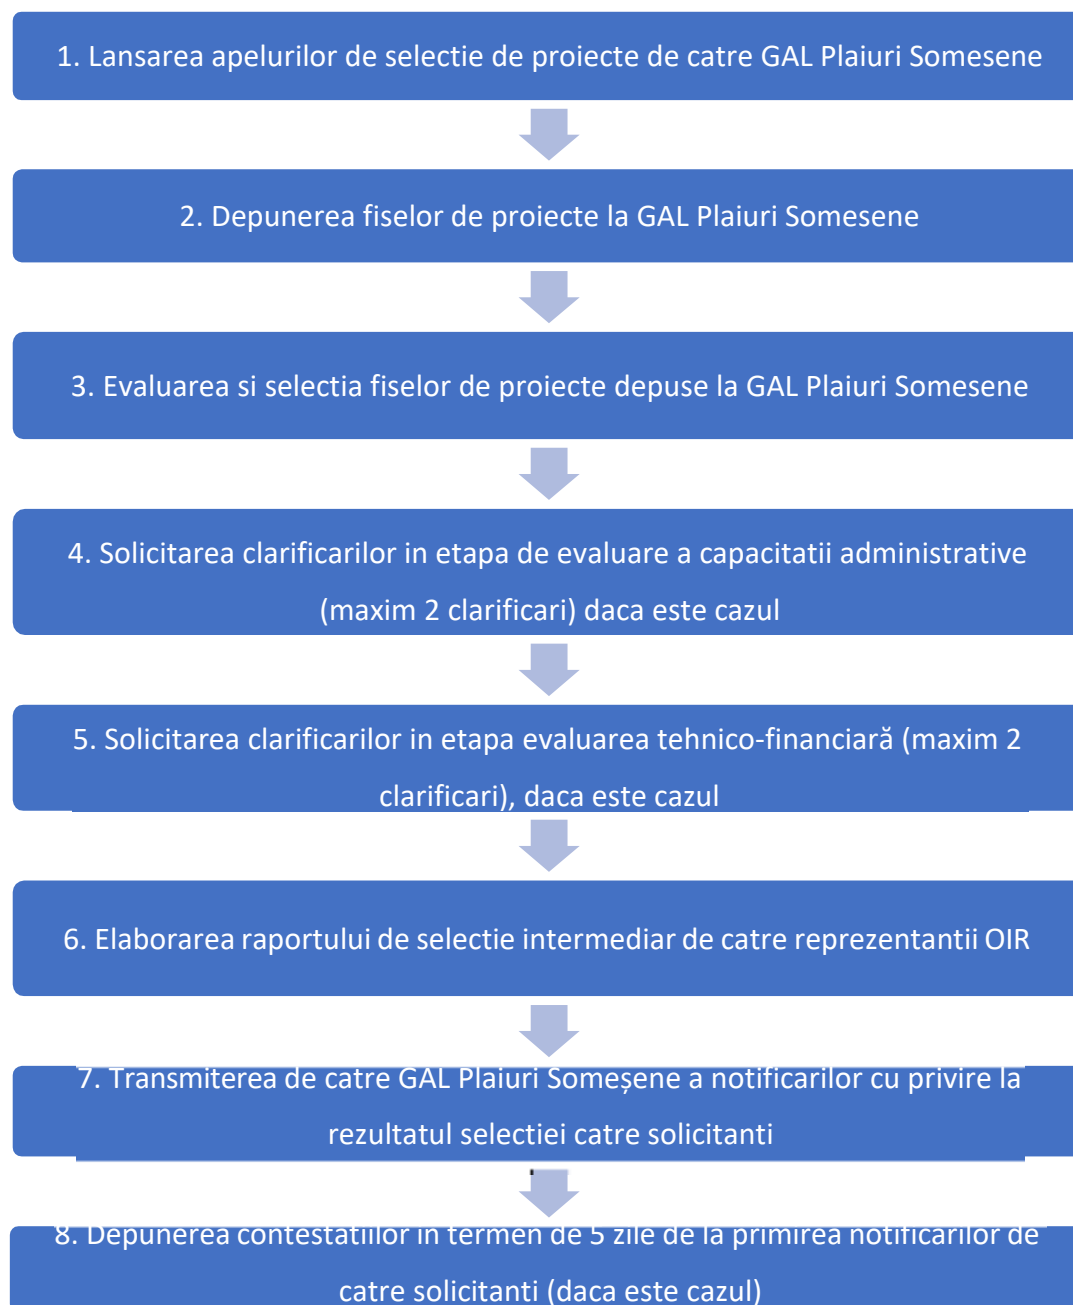 1. Lansarea apelurilor de selectie de proiecte de catre GAL Plaiuri Somesene
2. Depunerea fiselor de proiecte la GAL Plaiuri Somesene
3. Evaluarea si selectia fiselor de proiecte depuse la GAL Plaiuri Somesene
4. Solicitarea clarificarilor in etapa de evaluare a capacitatii administrative
(maxim 2 clarificari) daca este cazul
5. Solicitarea clarificarilor in etapa evaluarea tehnico-financiară (maxim 2
clarificari), daca este cazul
6. Elaborarea raportului de selectie intermediar de catre reprezentantii OIR
7. Transmiterea de catre GAL Plaiuri Someșene a notificarilor cu privire la
rezultatul selectiei catre solicitanti
8. Depunerea contestatiilor in termen de 5 zile de la primirea notificarilor de
catre solicitanti (daca este cazul)